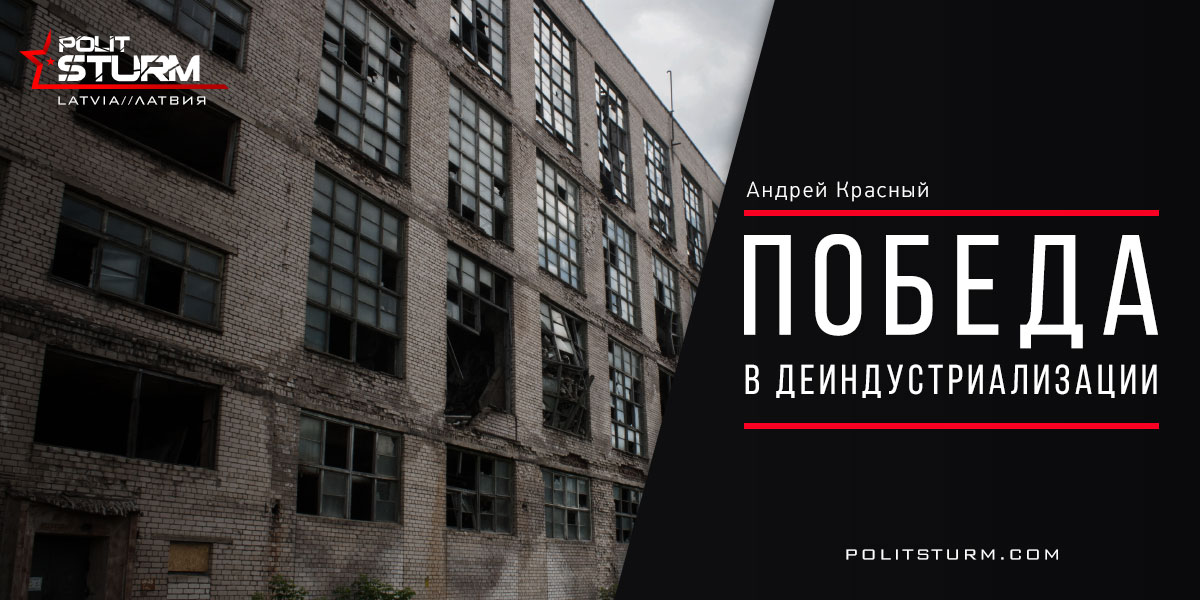 POLIT
STURM
LATVIA//ЛАТВИЯ
Андрей Красный
ПОБЕДА
В ДЕИНДУСТРИАЛИЗАЦИИ
POLITSTURM.COM